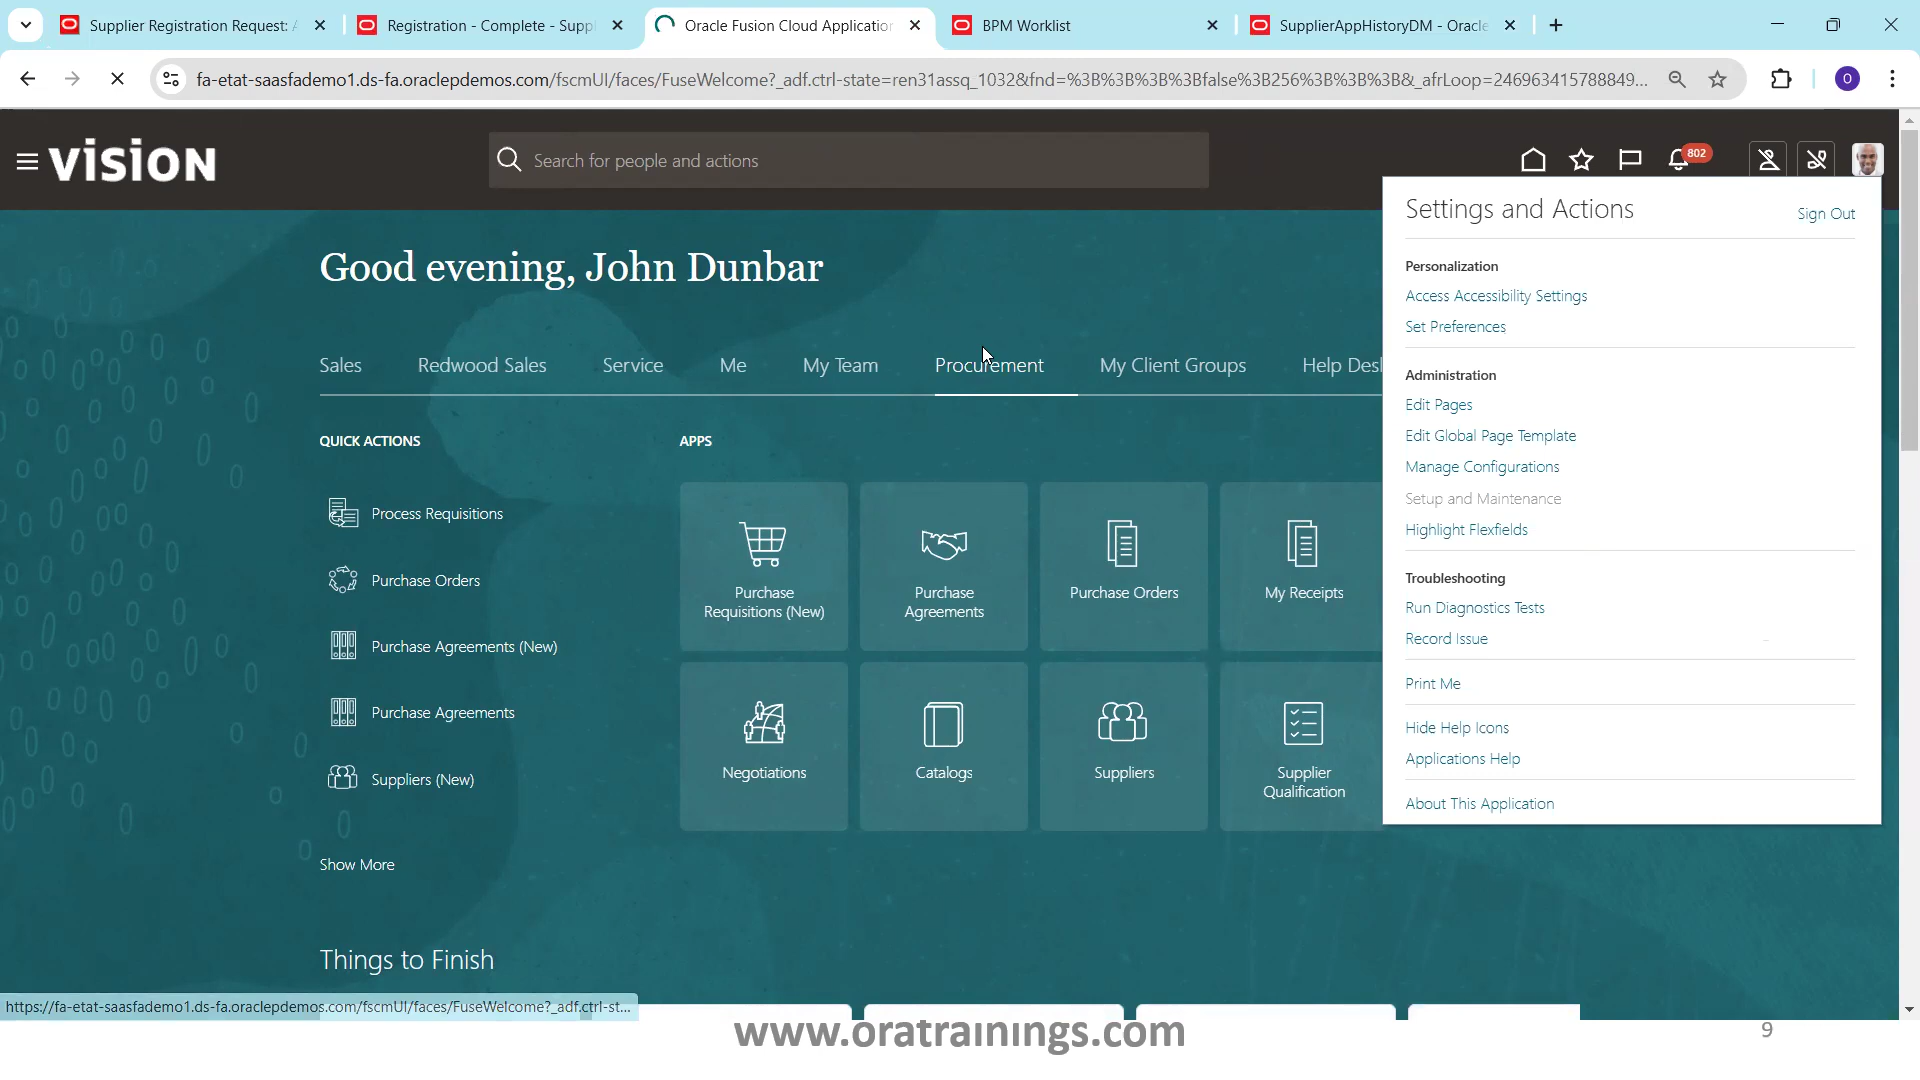 Supplier Registration Request: A
Registration - Complete - Suppl
Oracle Fusion Cloud Application
BPM Worklist
SupplierAppHistoryDM - Oracle
fa-etat-saasfademo1.ds-fa.oraclepdemos.com/fscmUI/faces/FuseWelcome?_adf.ctrl-state=ren31assq_1032&fnd=%3B%3B%3B%3Bfalse%3B256%3B%3B%3B&_afrLoop=246963415788849...
O
vision
Search for people and actions
802
Settings and Actions
Sign Out
Good evening, John Dunbar
Personalization
Access Accessibility Settings
Set Preferences
Sales
Redwood Sales
Service
Me
My Team
Procurement
My Client Groups
Help Desk
Administration
Edit Pages
Edit Global Page Template
Manage Configurations
Setup and Maintenance
Highlight Flexfields
QUICK ACTIONS
Process Requisitions
Purchase Orders
Purchase Agreements (New)
Purchase Agreements
Suppliers (New)
Show More
APPS
Purchase
Requisitions (New)
Purchase
Agreements
Purchase Orders
My Receipts
Negotiations
Catalogs
Suppliers
Supplier
Qualification
Troubleshooting
Run Diagnostics Tests
Record Issue
Print Me
Hide Help Icons
Applications Help
About This Application
Things to Finish
https://fa-etat-saasfademo1.ds-fa.oraclepdemos.com/fscmUI/faces/FuseWelcome?_adf.ctrl-st...
www.oratrainings.com
9